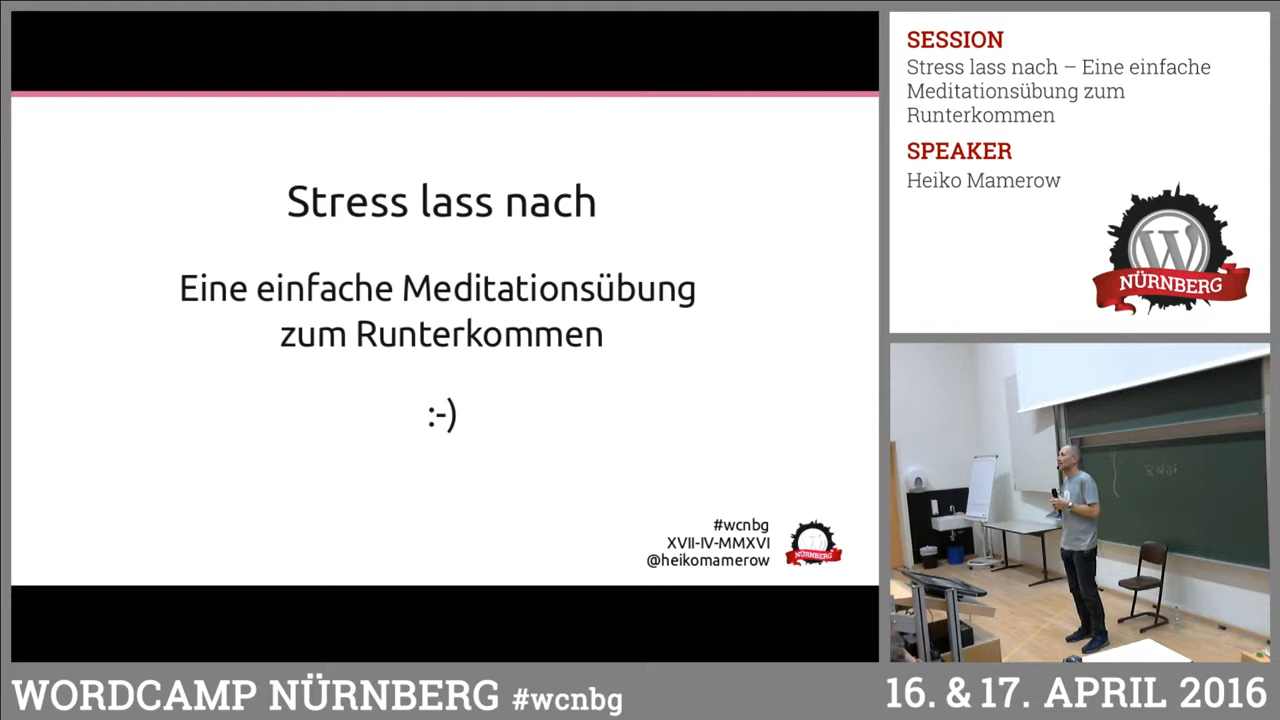 Stress lass nach
Eine einfache Meditationsübung
zum Runterkommen
:-)
#wcnbg
XVII-IV-MMXVI
@heikomamerow
NÜRNBERG
SESSION
Stress lass nach – Eine einfache
Meditationsübung zum
Runterkommen
SPEAKER
Heiko Mamerow
W
NÜRNBERG
WORDCAMP NÜRNBERG #wcnbg
16. & 17. APRIL 2016